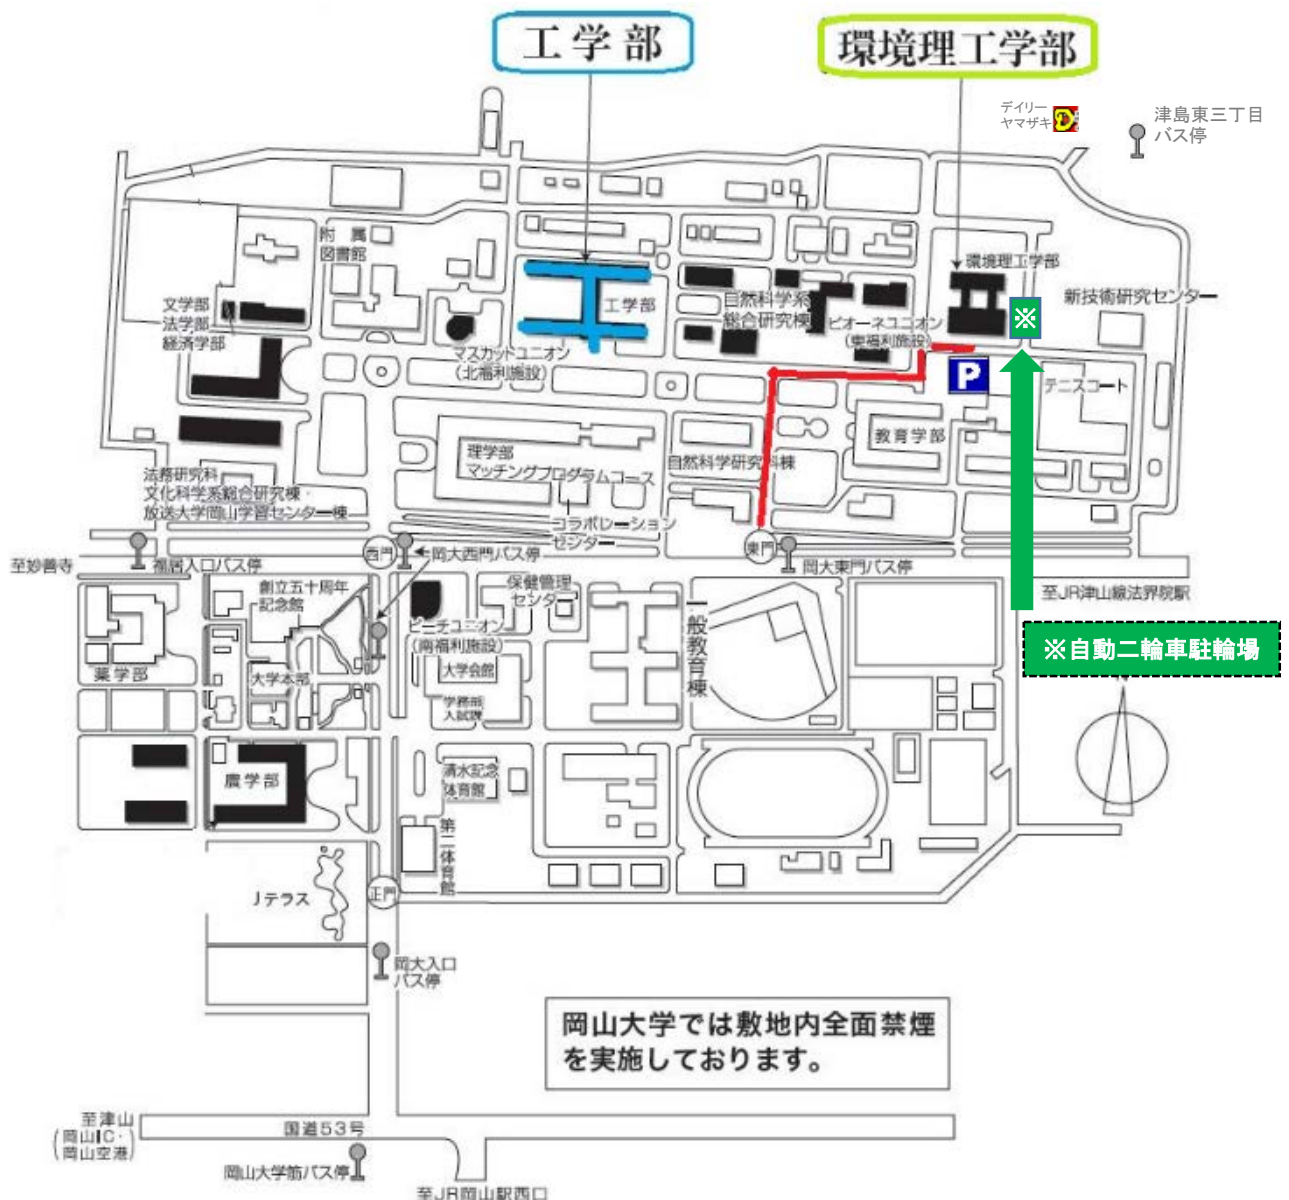 工学部
環境理工学部
デイリー
ヤマザキ
津島東三丁目
バス停
附属
図書館
環境理工学部
新技術研究センター
文学部
法学部
経済学部
工学部
自然科学系
総合研究棟
※
ピオーネユニオン
(東福利施設)
マスカットユニオン
(北福利施設)
P
テニスコート
教育学部
理学部
マッチングプログラムコース
自然科学研究科棟
法務研究科
文化科学系総合研究棟・
放送大学岡山学習センター棟
コラボレーション
センター
西門
岡大西門バス停
東門
岡大東門バス停
至妙善寺
福居入口バス停
至JR津山線法界院駅
創立五十周年
記念館
保健管理
センター
ピーチユニオン
(南福利施設)
一般教育棟
※自動二輪車駐輪場
薬学部
大学本部
大学会館
学務部
入試課
農学部
清水記念
体育館
第二体育館
Jテラス
正門
岡大入口
バス停
岡山大学では敷地内全面禁煙
を実施しております。
至津山
(岡山IC・
岡山空港)
国道53号
岡山大学筋バス停
至JR岡山駅西口